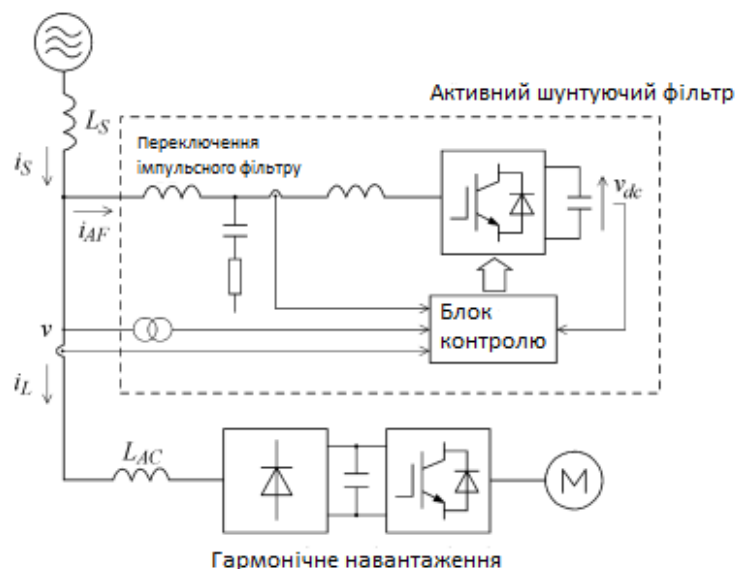 Активний шунтуючий фільтр
L_S
Переключення
імпульсного фільтру
i_S
v_dc
i_AF
Блок
контролю
v
i_L
L_AC
M
Гармонічне навантаження